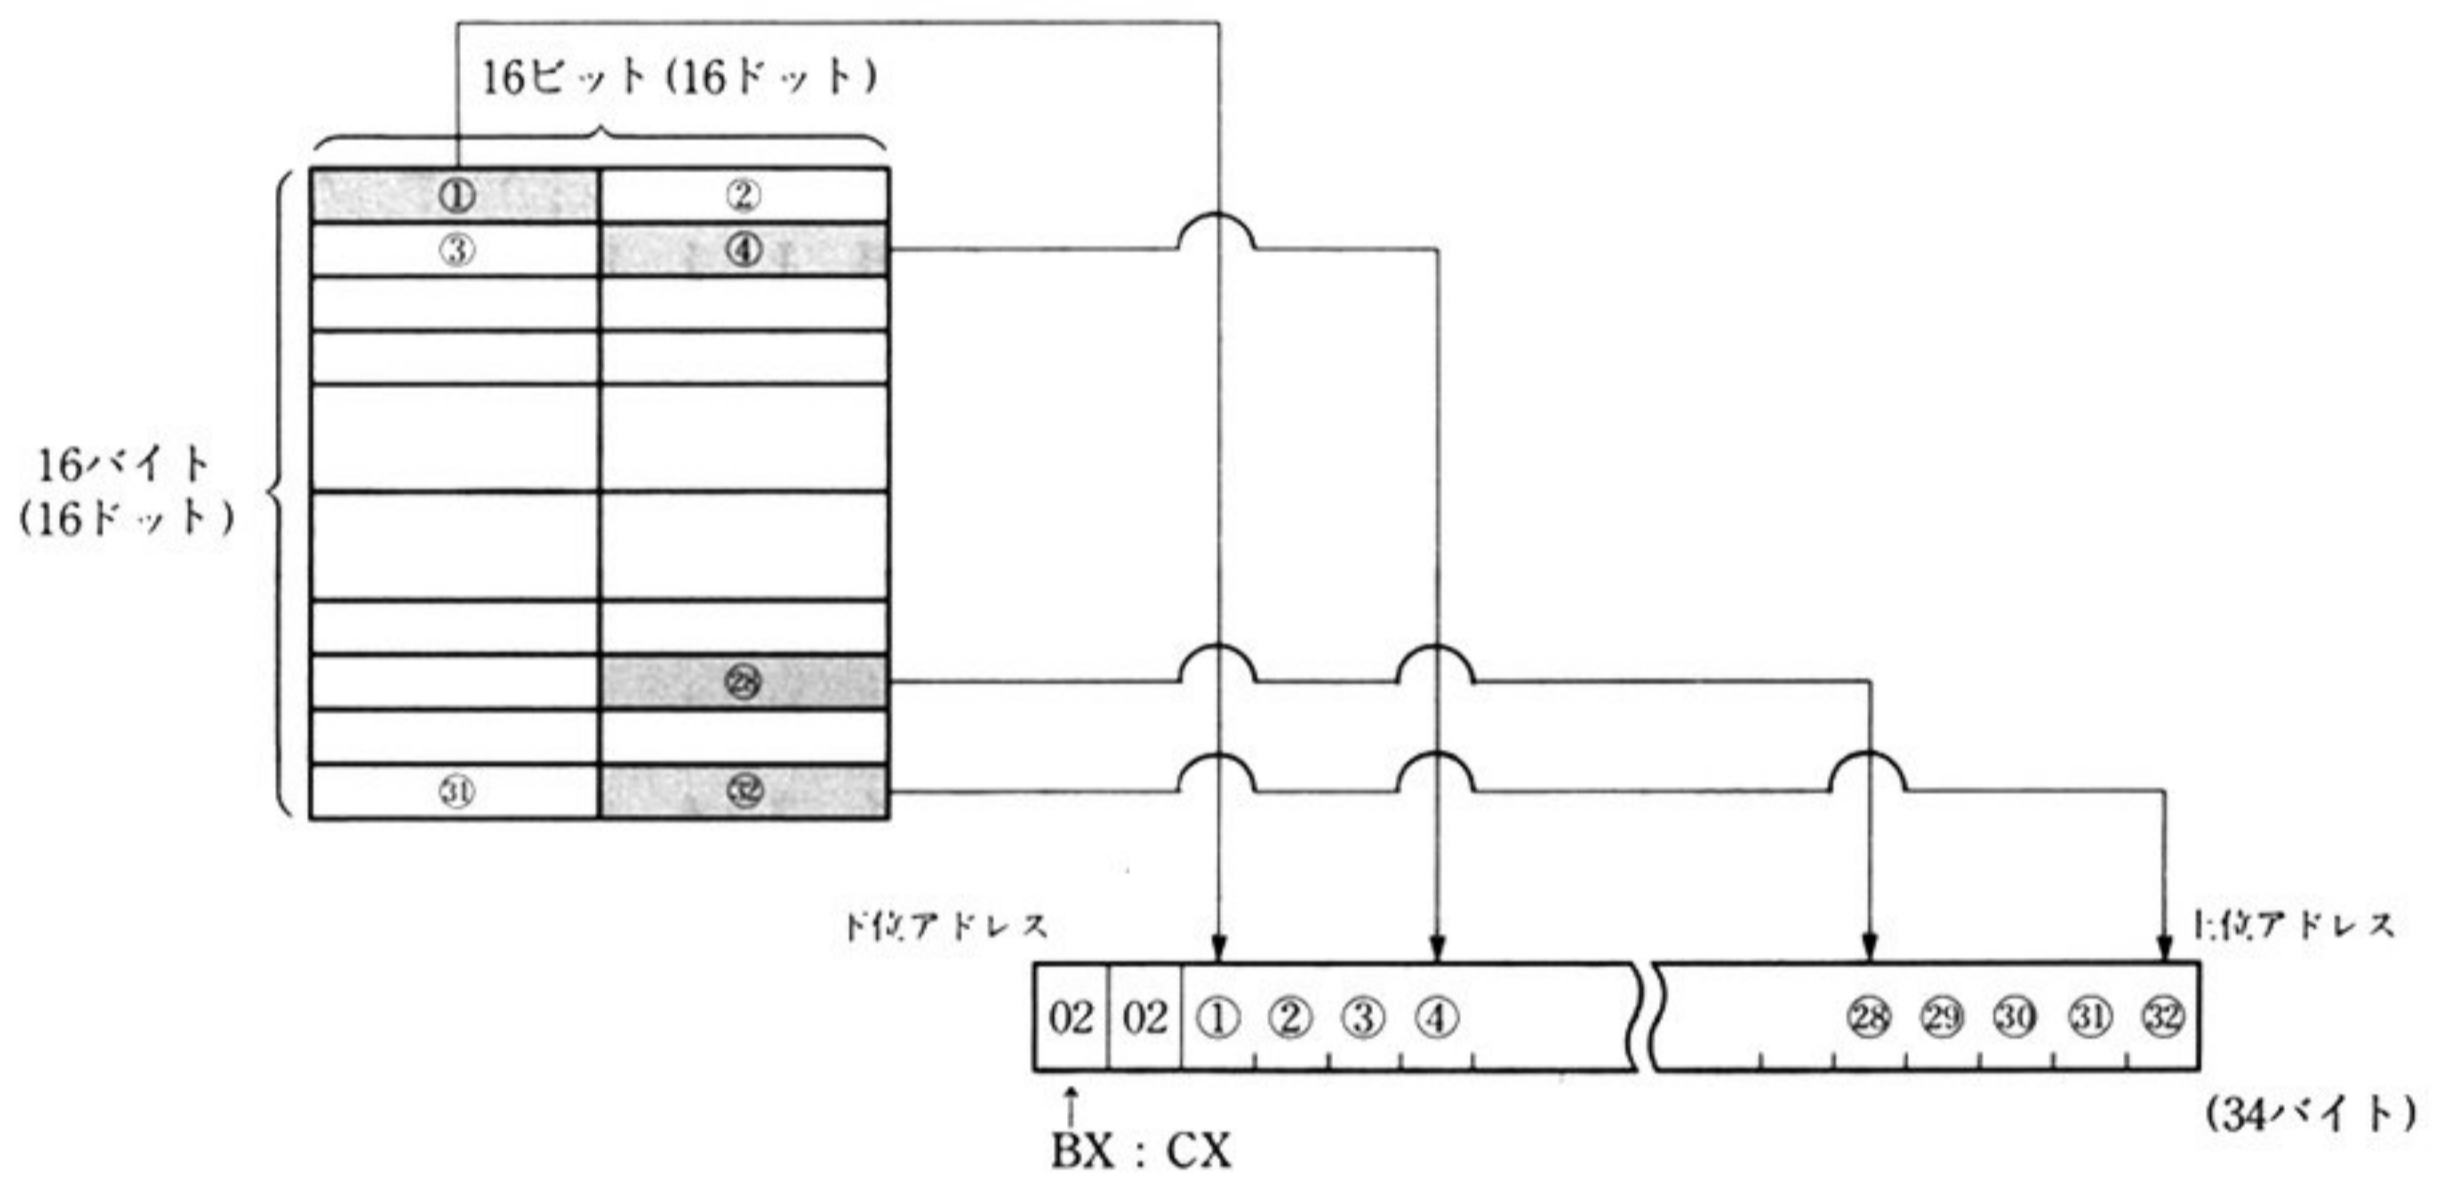 16ビット(16ドット)
① ②
③ ④
16バイト
(16ドット)
㉘
㉛ ㉜
下位アドレス 上位アドレス
02 02 ① ② ③ ④ ㉘ ㉙ ㉚ ㉛ ㉜
(34バイト)
BX : CX